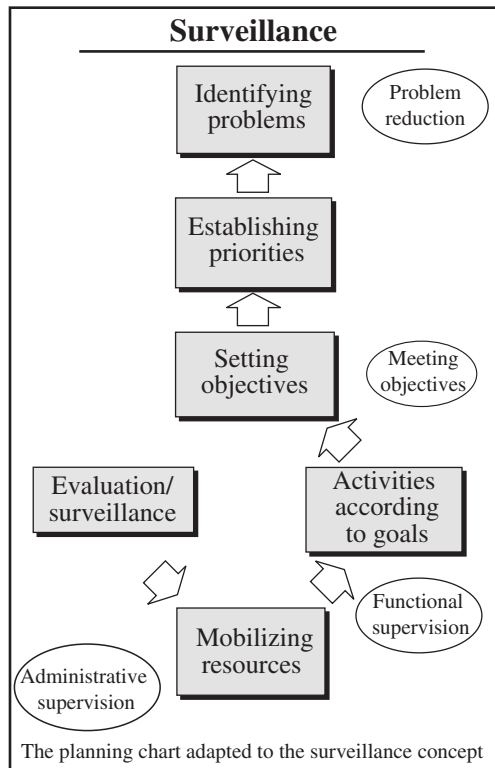 Surveillance
Identifying
problems
Problem
reduction
Establishing
priorities
Setting
objectives
Meeting
objectives
Evaluation/
surveillance
Activities
according
to goals
Functional
supervision
Mobilizing
resources
Administrative
supervision
The planning chart adapted to the surveillance concept